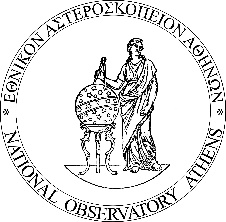 ΕΘΝΙΚΟΝ ΑΣΤΕΡΟΣΚΟΠΕΙΟΝ ΑΘΗΝΩΝ
NATIONAL OBSERVATORY ATHENS